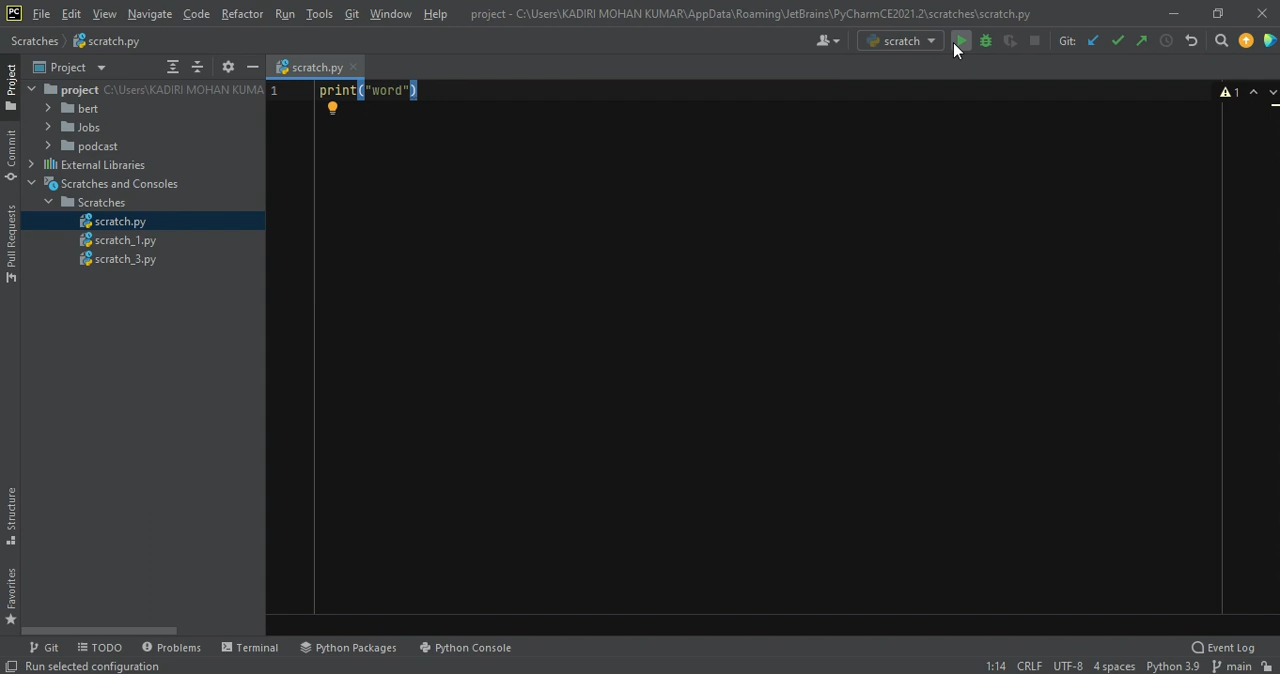 PC File Edit View Navigate Code Refactor Run Tools Git Window Help project - C:\Users\KADIRI MOHAN KUMAR\AppData\Roaming\JetBrains\PyCharmCE2021.2\scratches\scratch.py
Scratches scratch.py scratch Git:
Project Project scratch.py
project C:\Users\KADIRI MOHAN KUMA 1 print("word") 1
bert
Jobs
podcast
Commit
External Libraries
Scratches and Consoles
Scratches
scratch.py
Pull Requests
scratch_1.py
scratch_3.py
Structure
Favorites
Git TODO Problems Terminal Python Packages Python Console Event Log
Run selected configuration 1:14 CRLF UTF-8 4 spaces Python 3.9 main